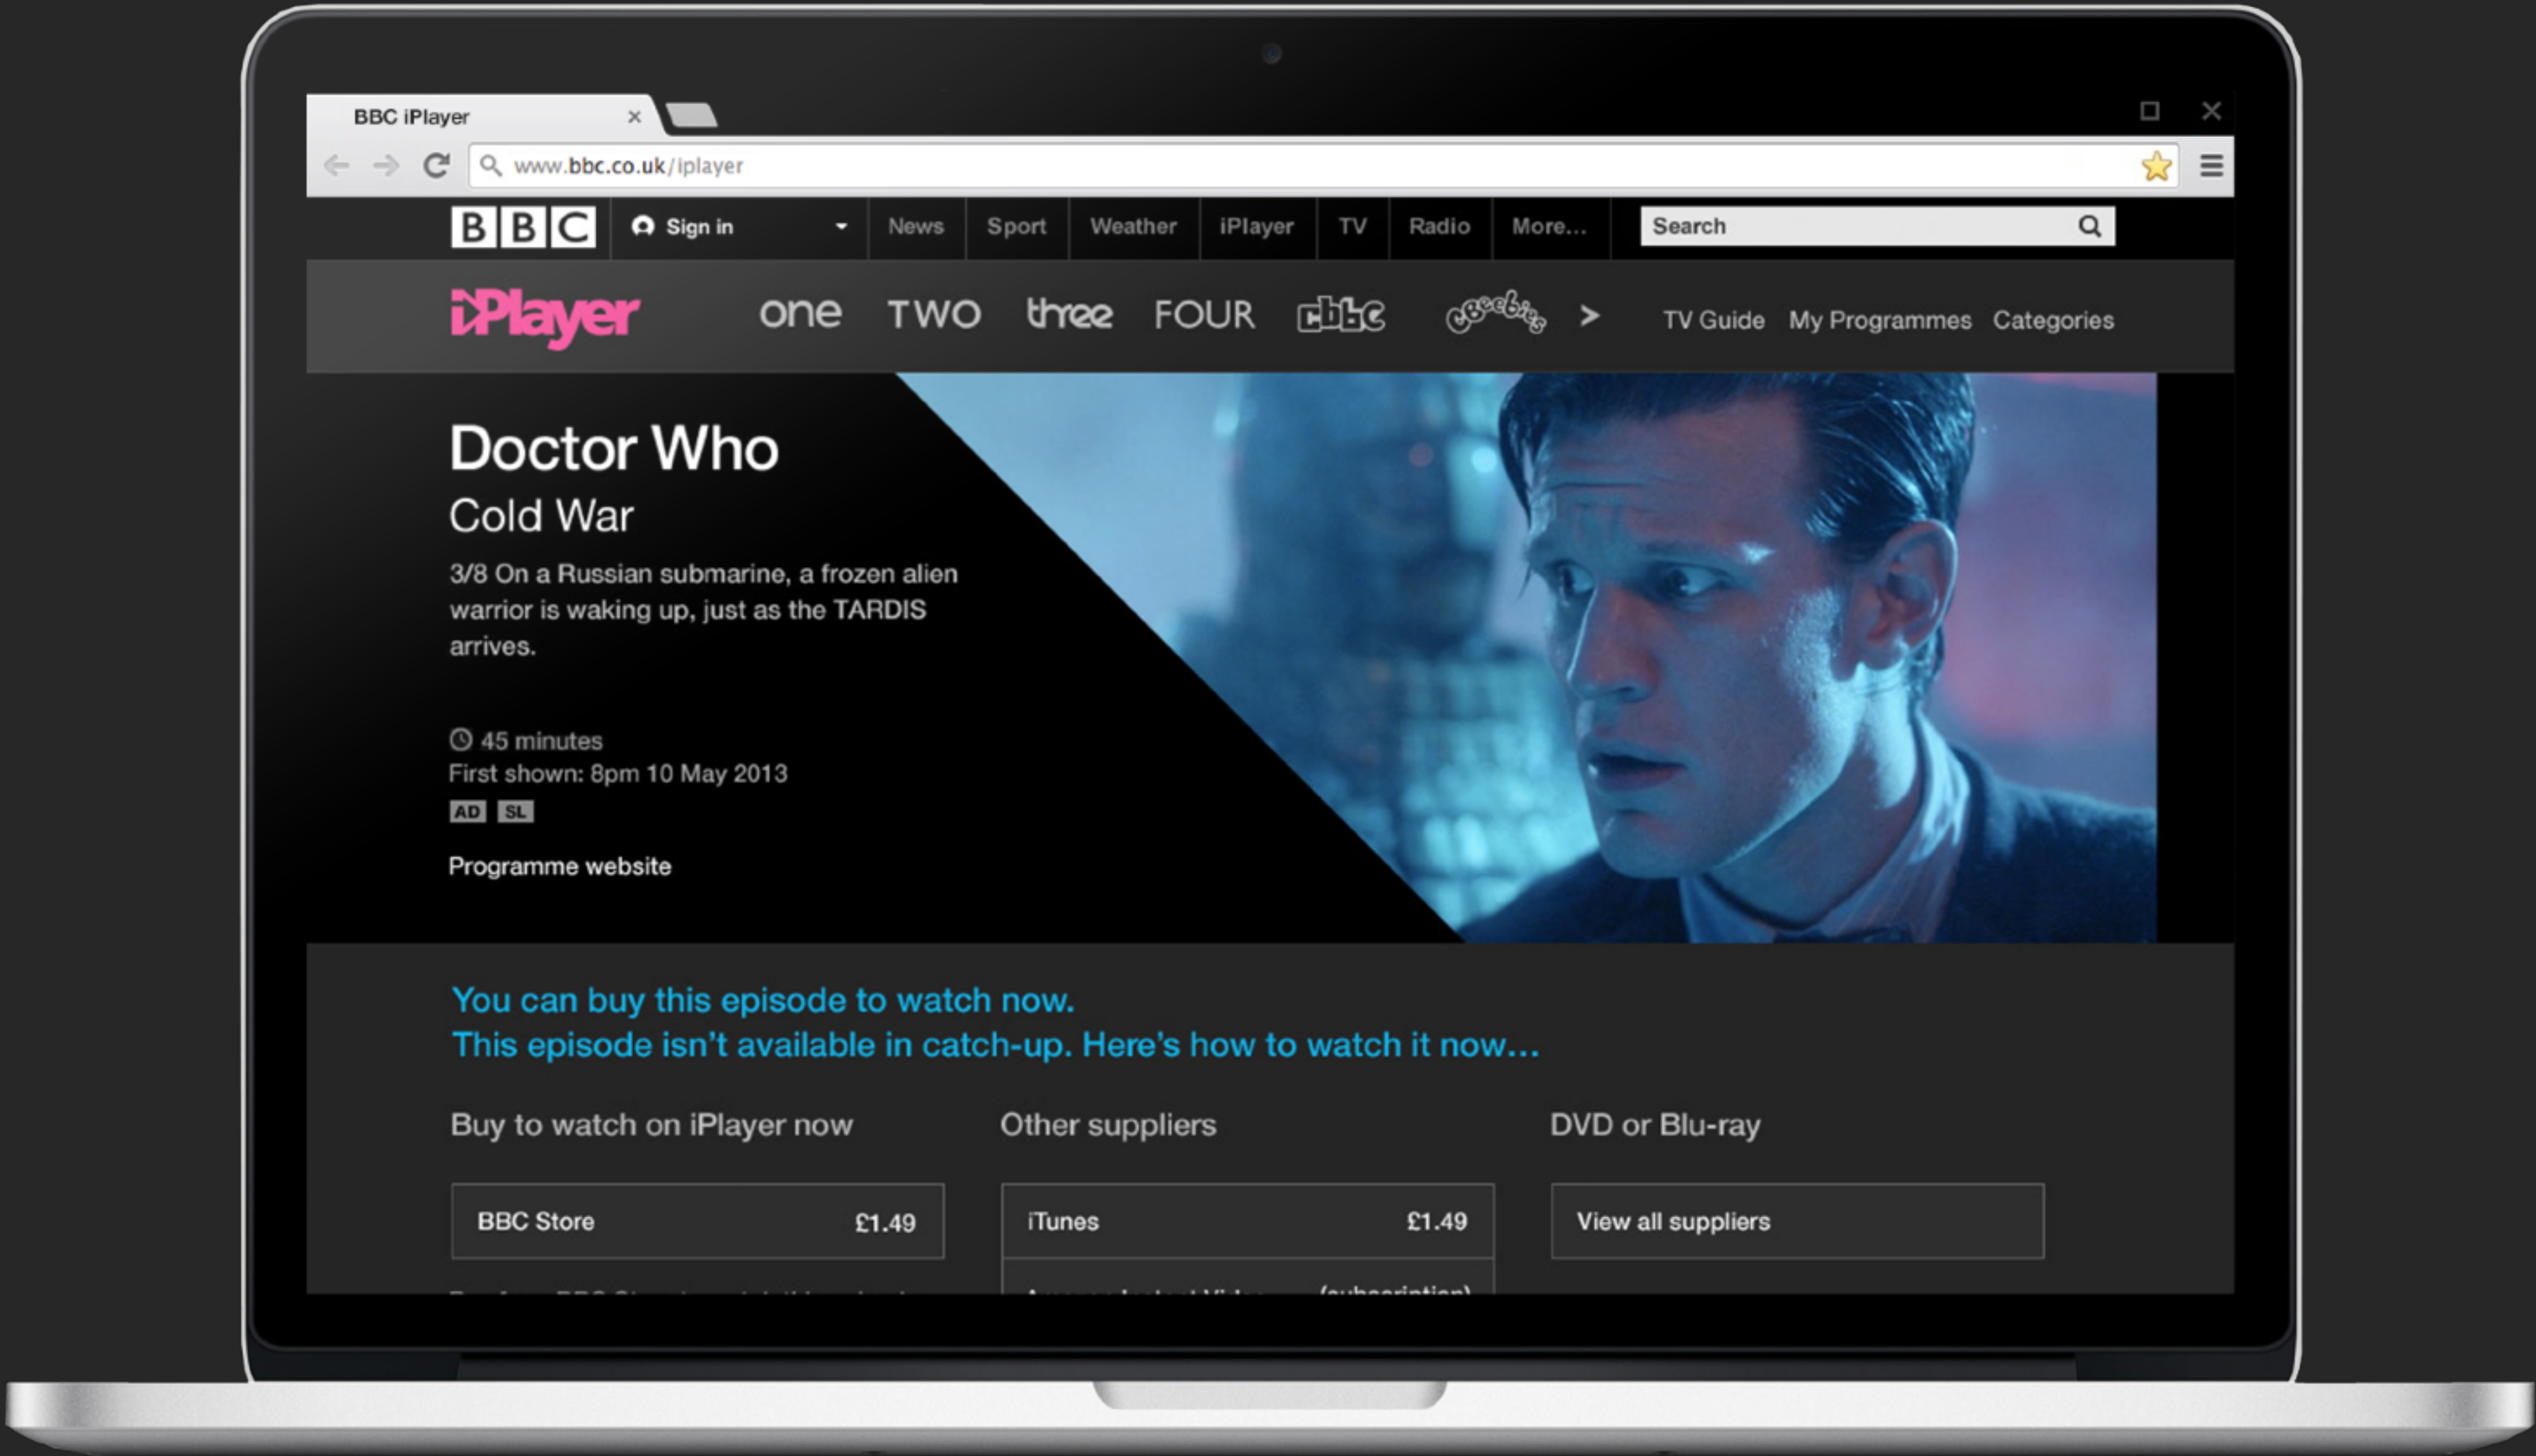 BBC iPlayer
www.bbc.co.uk/iplayer
BBC Sign in News Sport Weather iPlayer TV Radio More... Search
iPlayer one TWO three FOUR cbbc cbeebies > TV Guide My Programmes Categories
Doctor Who
Cold War
3/8 On a Russian submarine, a frozen alien
warrior is waking up, just as the TARDIS
arrives.
45 minutes
First shown: 8pm 10 May 2013
AD SL
Programme website
You can buy this episode to watch now.
This episode isn't available in catch-up. Here's how to watch it now...
Buy to watch on iPlayer now
BBC Store £1.49
Other suppliers
iTunes £1.49
(subscription)
DVD or Blu-ray
View all suppliers